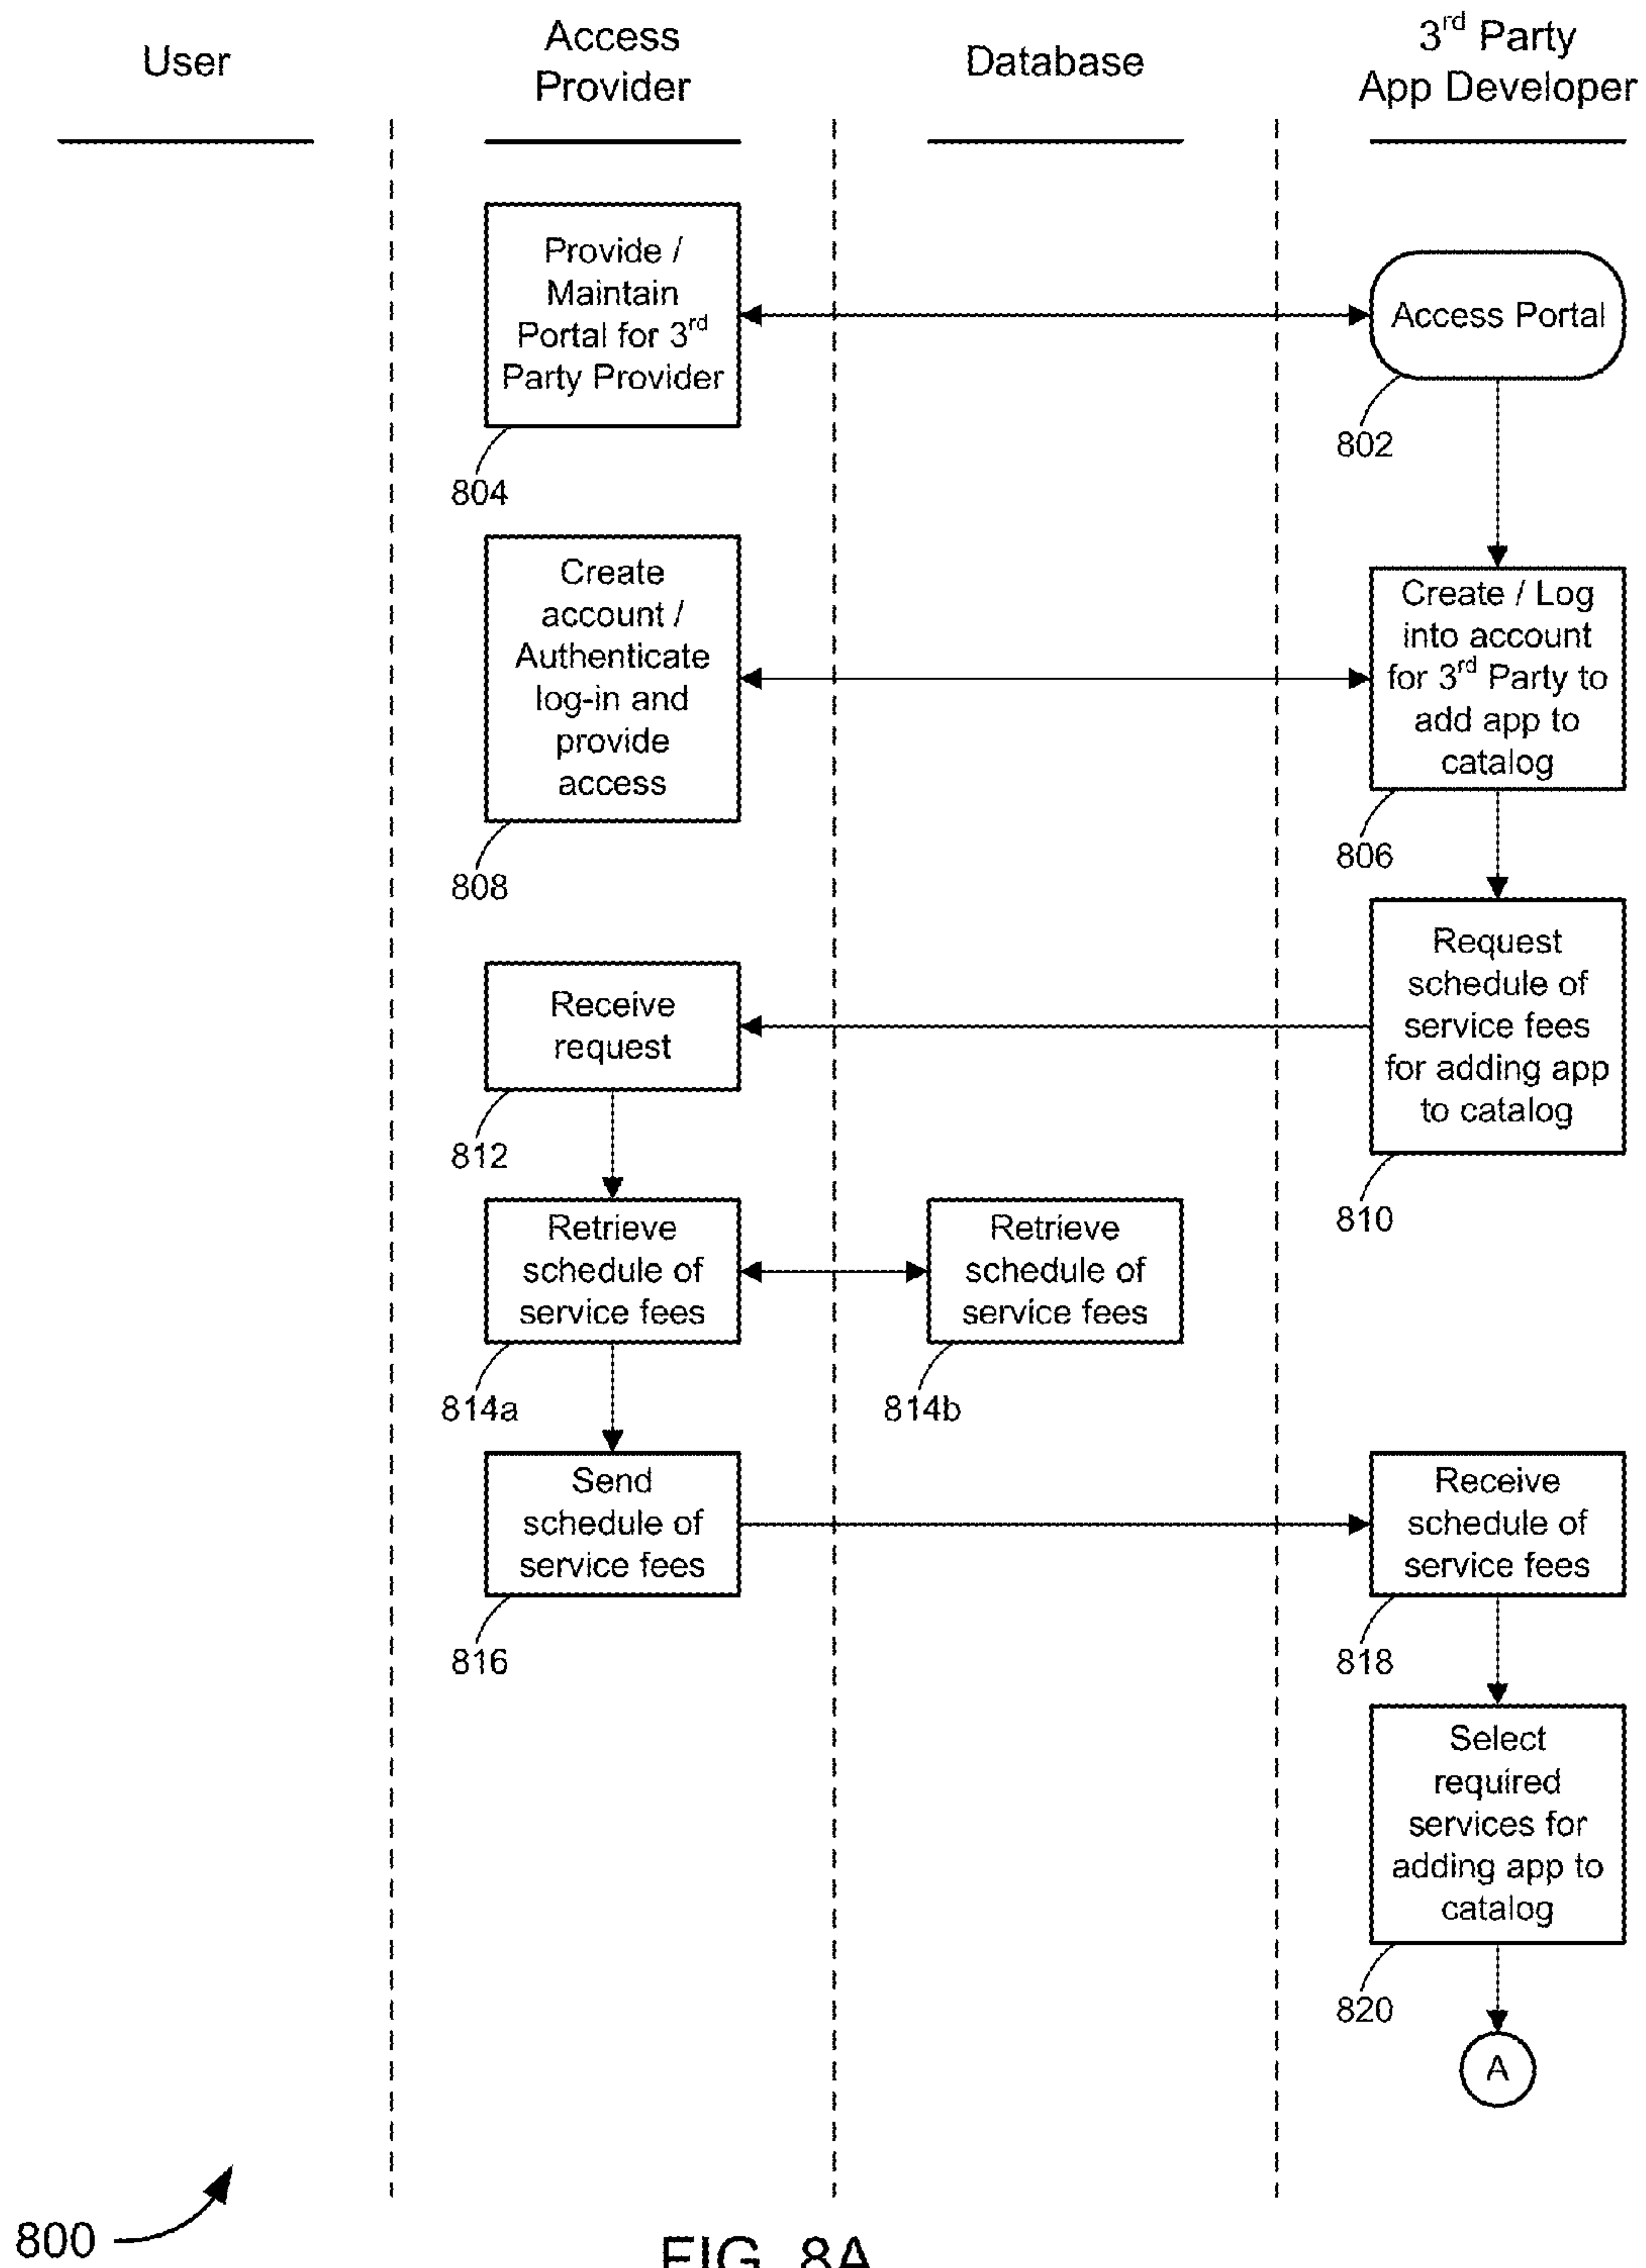 User
Access
Provider
Database
3rd Party
App Developer
Provide /
Maintain
Portal for 3rd
Party Provider
804
Access Portal
802
Create
account /
Authenticate
log-in and
provide
access
808
Create / Log
into account
for 3rd Party to
add app to
catalog
806
Receive
request
812
Request
schedule of
service fees
for adding app
to catalog
810
Retrieve
schedule of
service fees
814a
Retrieve
schedule of
service fees
814b
Send
schedule of
service fees
816
Receive
schedule of
service fees
818
Select
required
services for
adding app to
catalog
820
A
800
FIG. 8A